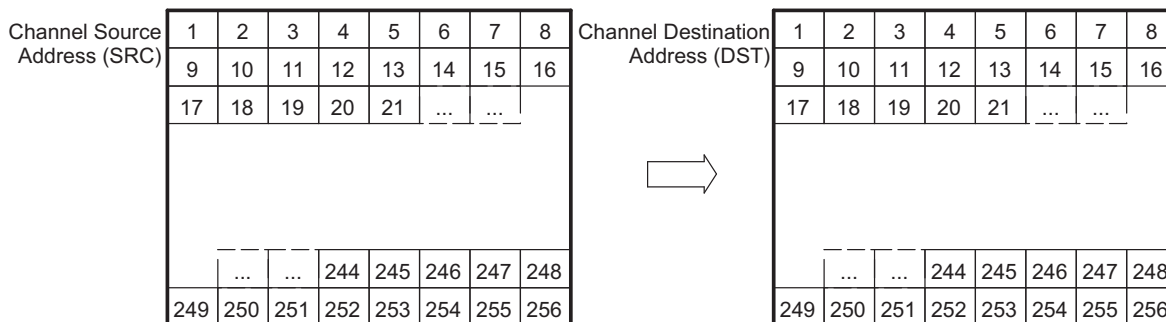 Channel Source
Address (SRC)
1 2 3 4 5 6 7 8
9 10 11 12 13 14 15 16
17 18 19 20 21 ... ...
... ... 244 245 246 247 248
249 250 251 252 253 254 255 256
Channel Destination
Address (DST)
1 2 3 4 5 6 7 8
9 10 11 12 13 14 15 16
17 18 19 20 21 ... ...
... ... 244 245 246 247 248
249 250 251 252 253 254 255 256